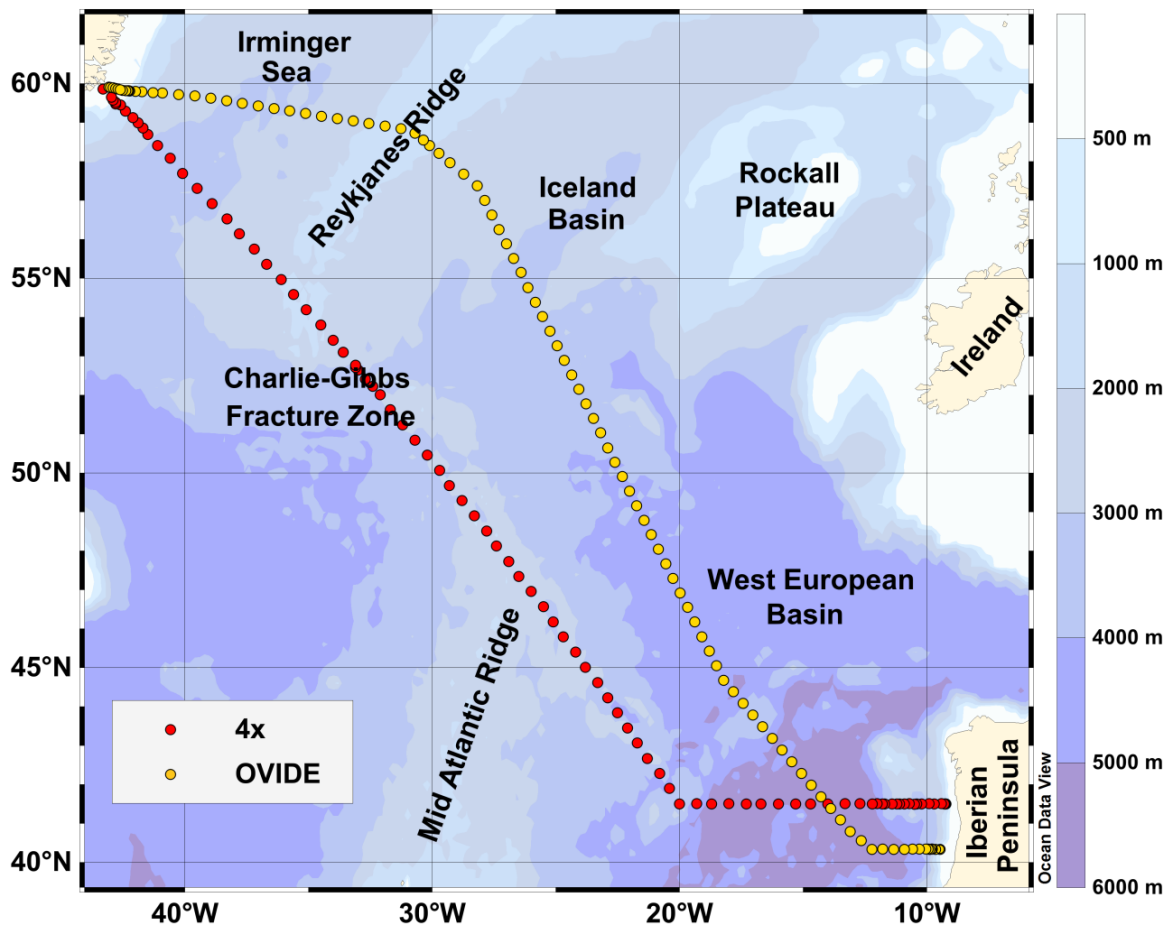 Irminger
Sea
60°N
500 m
Reykjanes Ridge
Rockall
Plateau
Iceland
Basin
1000 m
55°N
Ireland
2000 m
Charlie-Gibbs
Fracture Zone
50°N
3000 m
West European
Basin
4000 m
45°N
Mid Atlantic Ridge
4x
OVIDE
5000 m
Iberian
Peninsula
Ocean Data View
40°N
6000 m
40°W
30°W
20°W
10°W